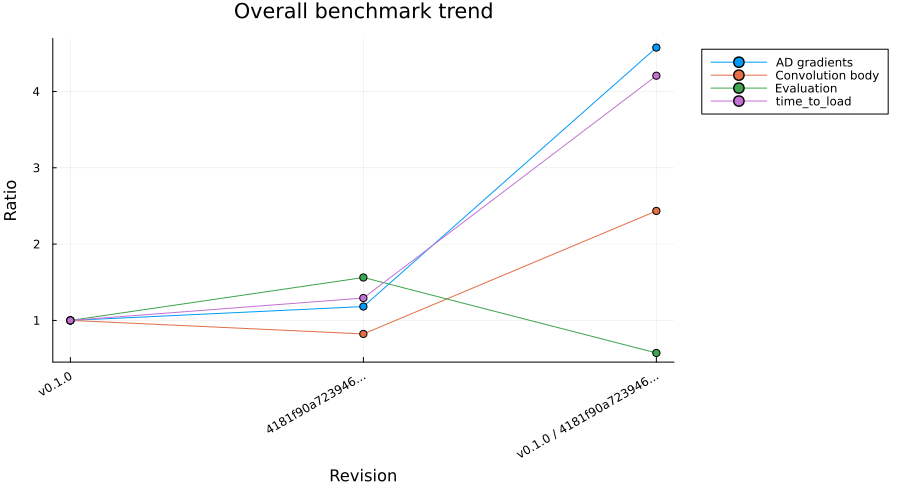 Overall benchmark trend
AD gradients
Convolution body
Evaluation
time_to_load
Ratio
4
3
2
1
v0.1.0
4181f90a723946...
v0.1.0 / 4181f90a723946...
Revision